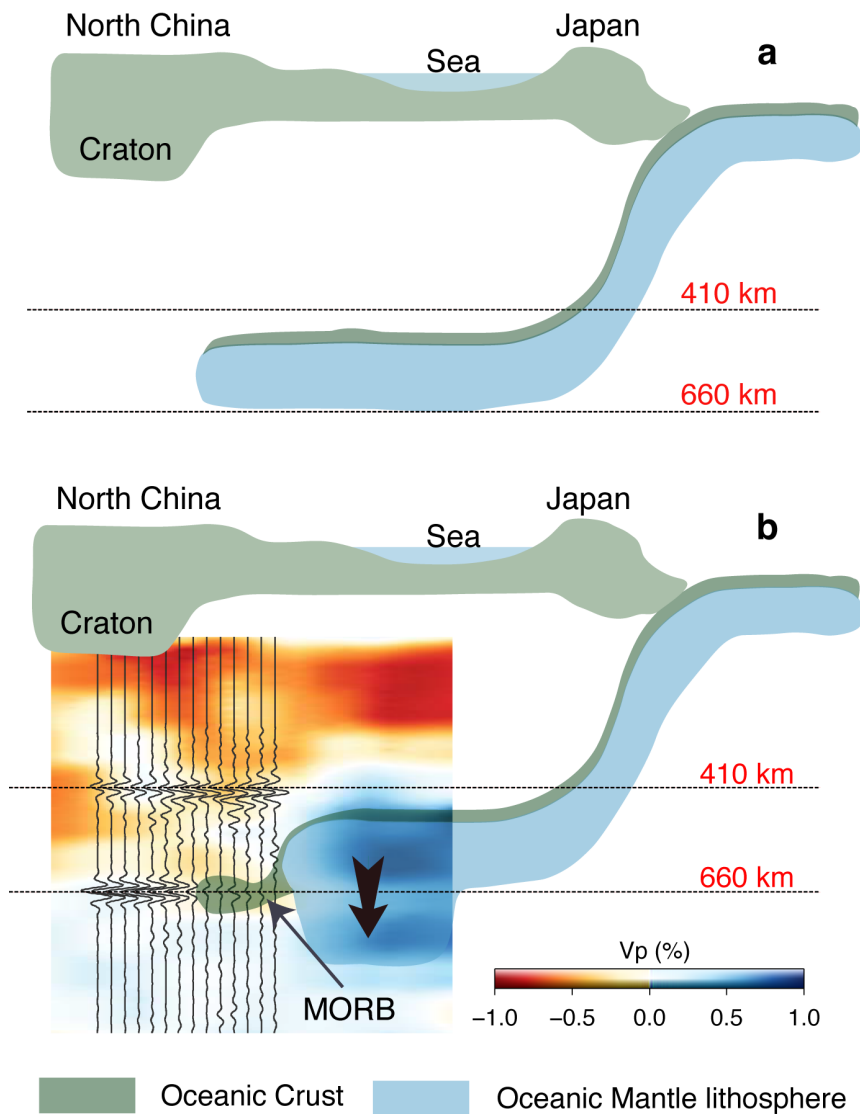 North China
Japan
a
Sea
Craton
410 km
660 km
North China
Japan
b
Sea
Craton
410 km
660 km
Vp (%)
−1.0 −0.5 0.0 0.5 1.0
MORB
Oceanic Crust
Oceanic Mantle lithosphere